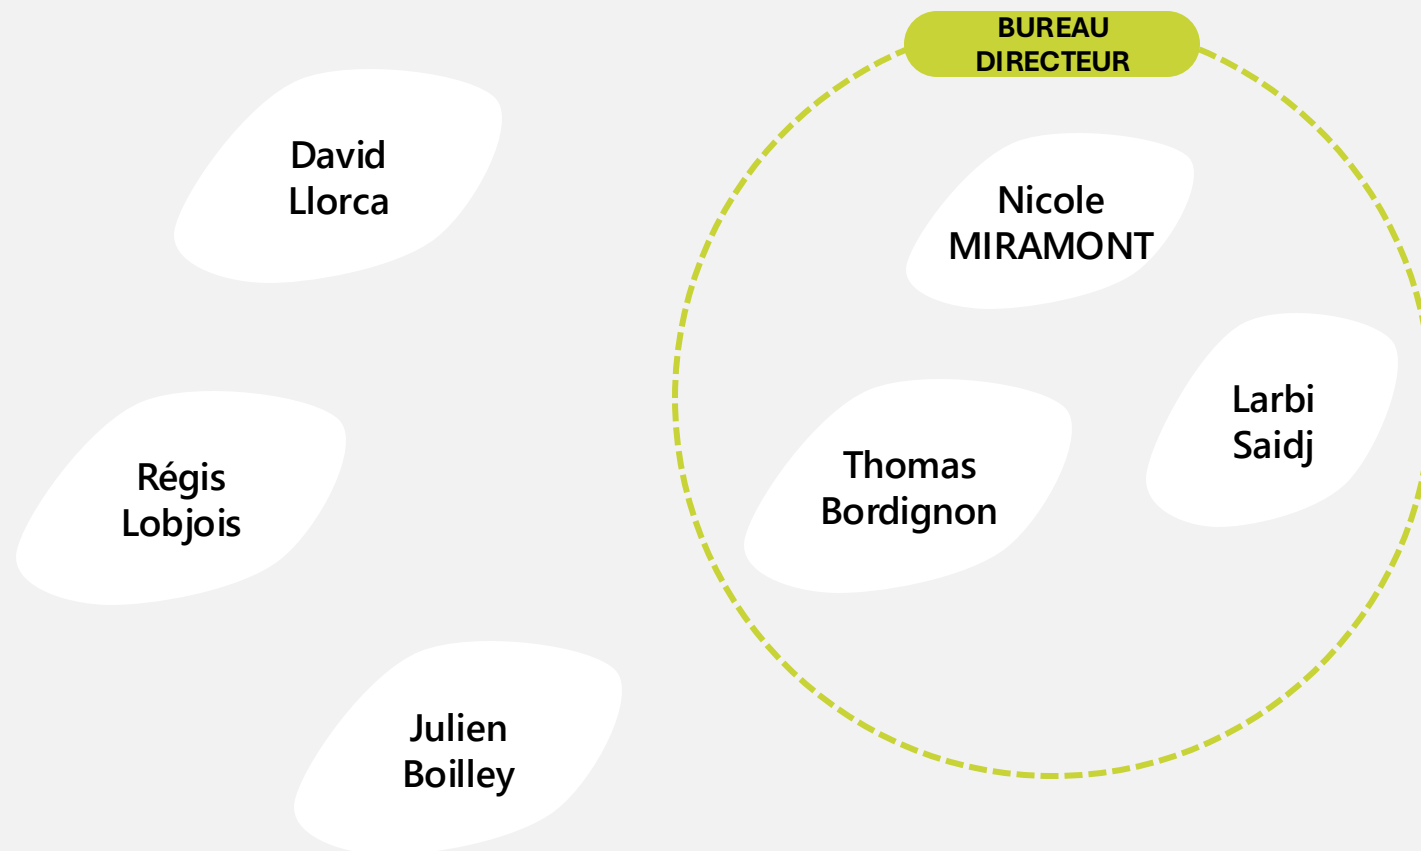 BUREAU
DIRECTEUR
David
Llorca
Nicole
MIRAMONT
Larbi
Saidj
Thomas
Bordignon
Régis
Lobjois
Julien
Boilley